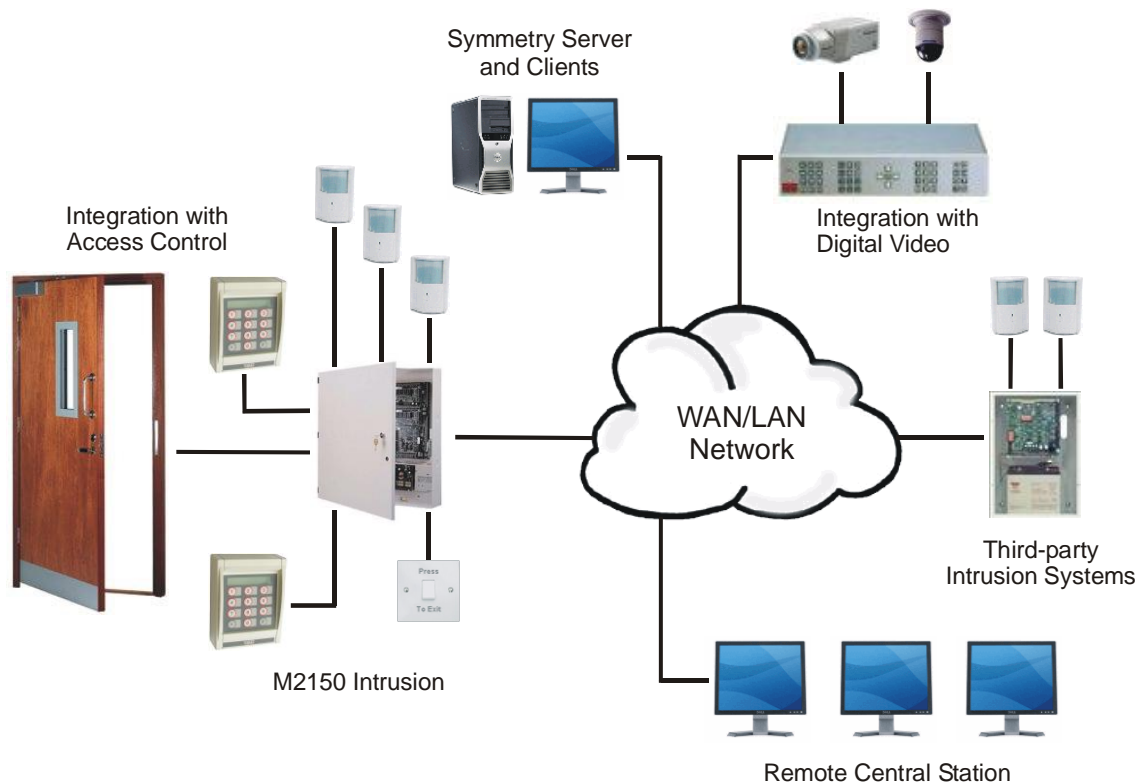 Symmetry Server
and Clients
Integration with
Digital Video
Integration with
Access Control
WAN/LAN
Network
Third-party
Intrusion Systems
Press
To Exit
M2150 Intrusion
Remote Central Station